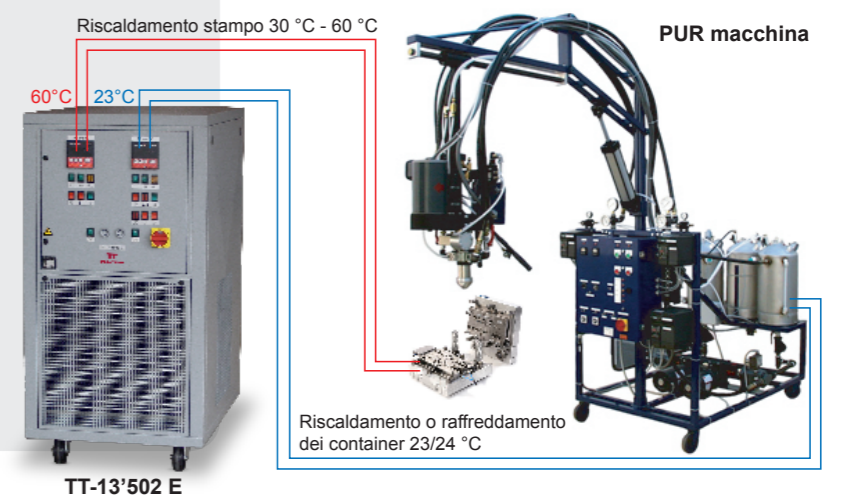 Riscaldamento stampo 30 °C - 60 °C
PUR macchina
60°C
23°C
Riscaldamento o raffreddamento
dei container 23/24 °C
TT-13'502 E